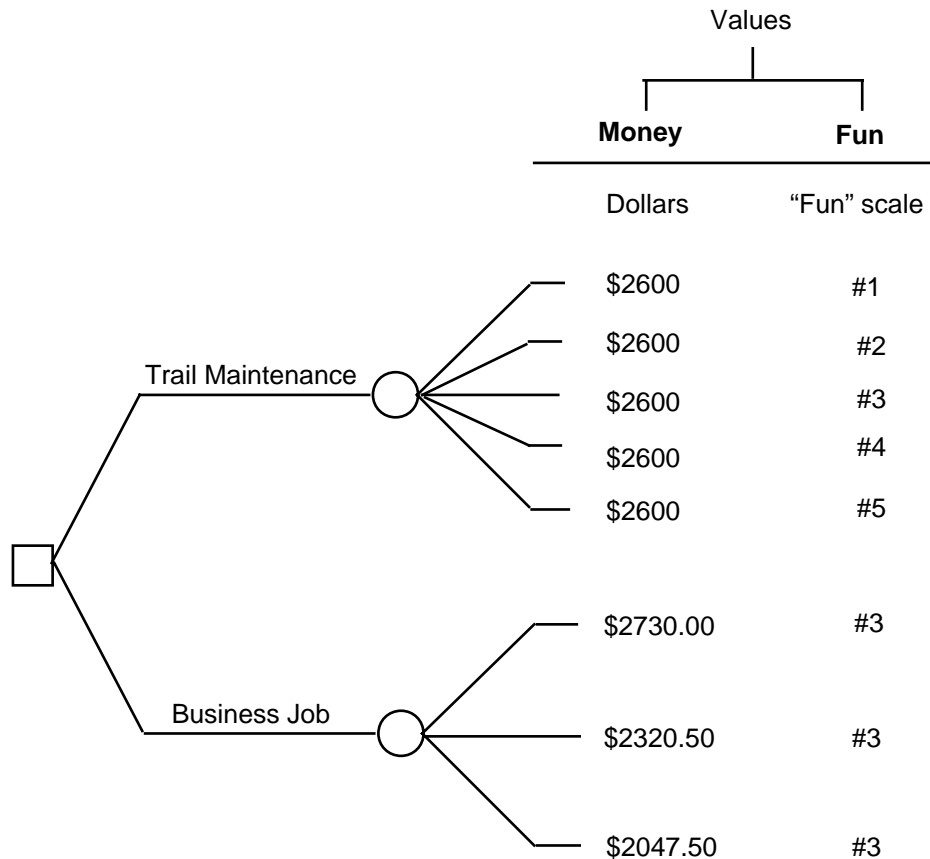 Values
Money Fun
Dollars “Fun” scale
$2600 #1
$2600 #2
Trail Maintenance
$2600 #3
$2600 #4
$2600 #5
$2730.00 #3
Business Job
$2320.50 #3
$2047.50 #3